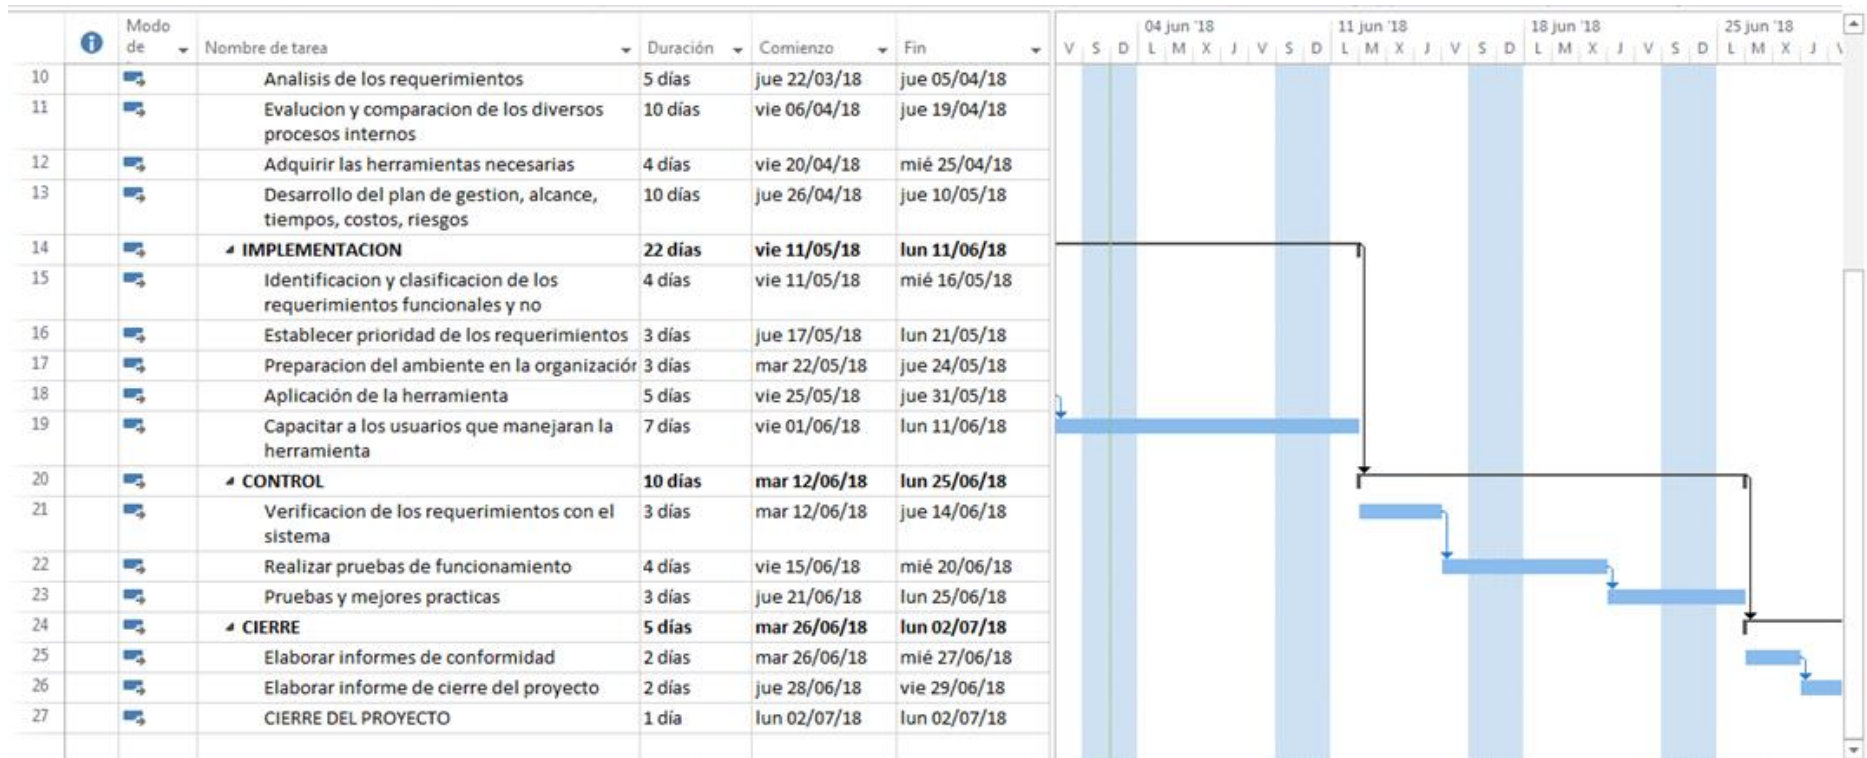 Modo de Nombre de tarea Duración Comienzo Fin
04 jun '18 11 jun '18 18 jun '18 25 jun '18
V S D L M X J V S D L M X J V S D L M X J V S D L M X J
10 Analisis de los requerimientos 5 días jue 22/03/18 jue 05/04/18
11 Evalucion y comparacion de los diversos 10 días vie 06/04/18 jue 19/04/18
procesos internos
12 Adquirir las herramientas necesarias 4 días vie 20/04/18 mié 25/04/18
13 Desarrollo del plan de gestion, alcance, 10 días jue 26/04/18 jue 10/05/18
tiempos, costos, riesgos
14 IMPLEMENTACION 22 días vie 11/05/18 lun 11/06/18
15 Identificacion y clasificacion de los 4 días vie 11/05/18 mié 16/05/18
requerimientos funcionales y no
16 Establecer prioridad de los requerimientos 3 días jue 17/05/18 lun 21/05/18
17 Preparacion del ambiente en la organización 3 días mar 22/05/18 jue 24/05/18
18 Aplicación de la herramienta 5 días vie 25/05/18 jue 31/05/18
19 Capacitar a los usuarios que manejaran la 7 días vie 01/06/18 lun 11/06/18
herramienta
20 CONTROL 10 días mar 12/06/18 lun 25/06/18
21 Verificacion de los requerimientos con el 3 días mar 12/06/18 jue 14/06/18
sistema
22 Realizar pruebas de funcionamiento 4 días vie 15/06/18 mié 20/06/18
23 Pruebas y mejores practicas 3 días jue 21/06/18 lun 25/06/18
24 CIERRE 5 días mar 26/06/18 lun 02/07/18
25 Elaborar informes de conformidad 2 días mar 26/06/18 mié 27/06/18
26 Elaborar informe de cierre del proyecto 2 días jue 28/06/18 vie 29/06/18
27 CIERRE DEL PROYECTO 1 día lun 02/07/18 lun 02/07/18